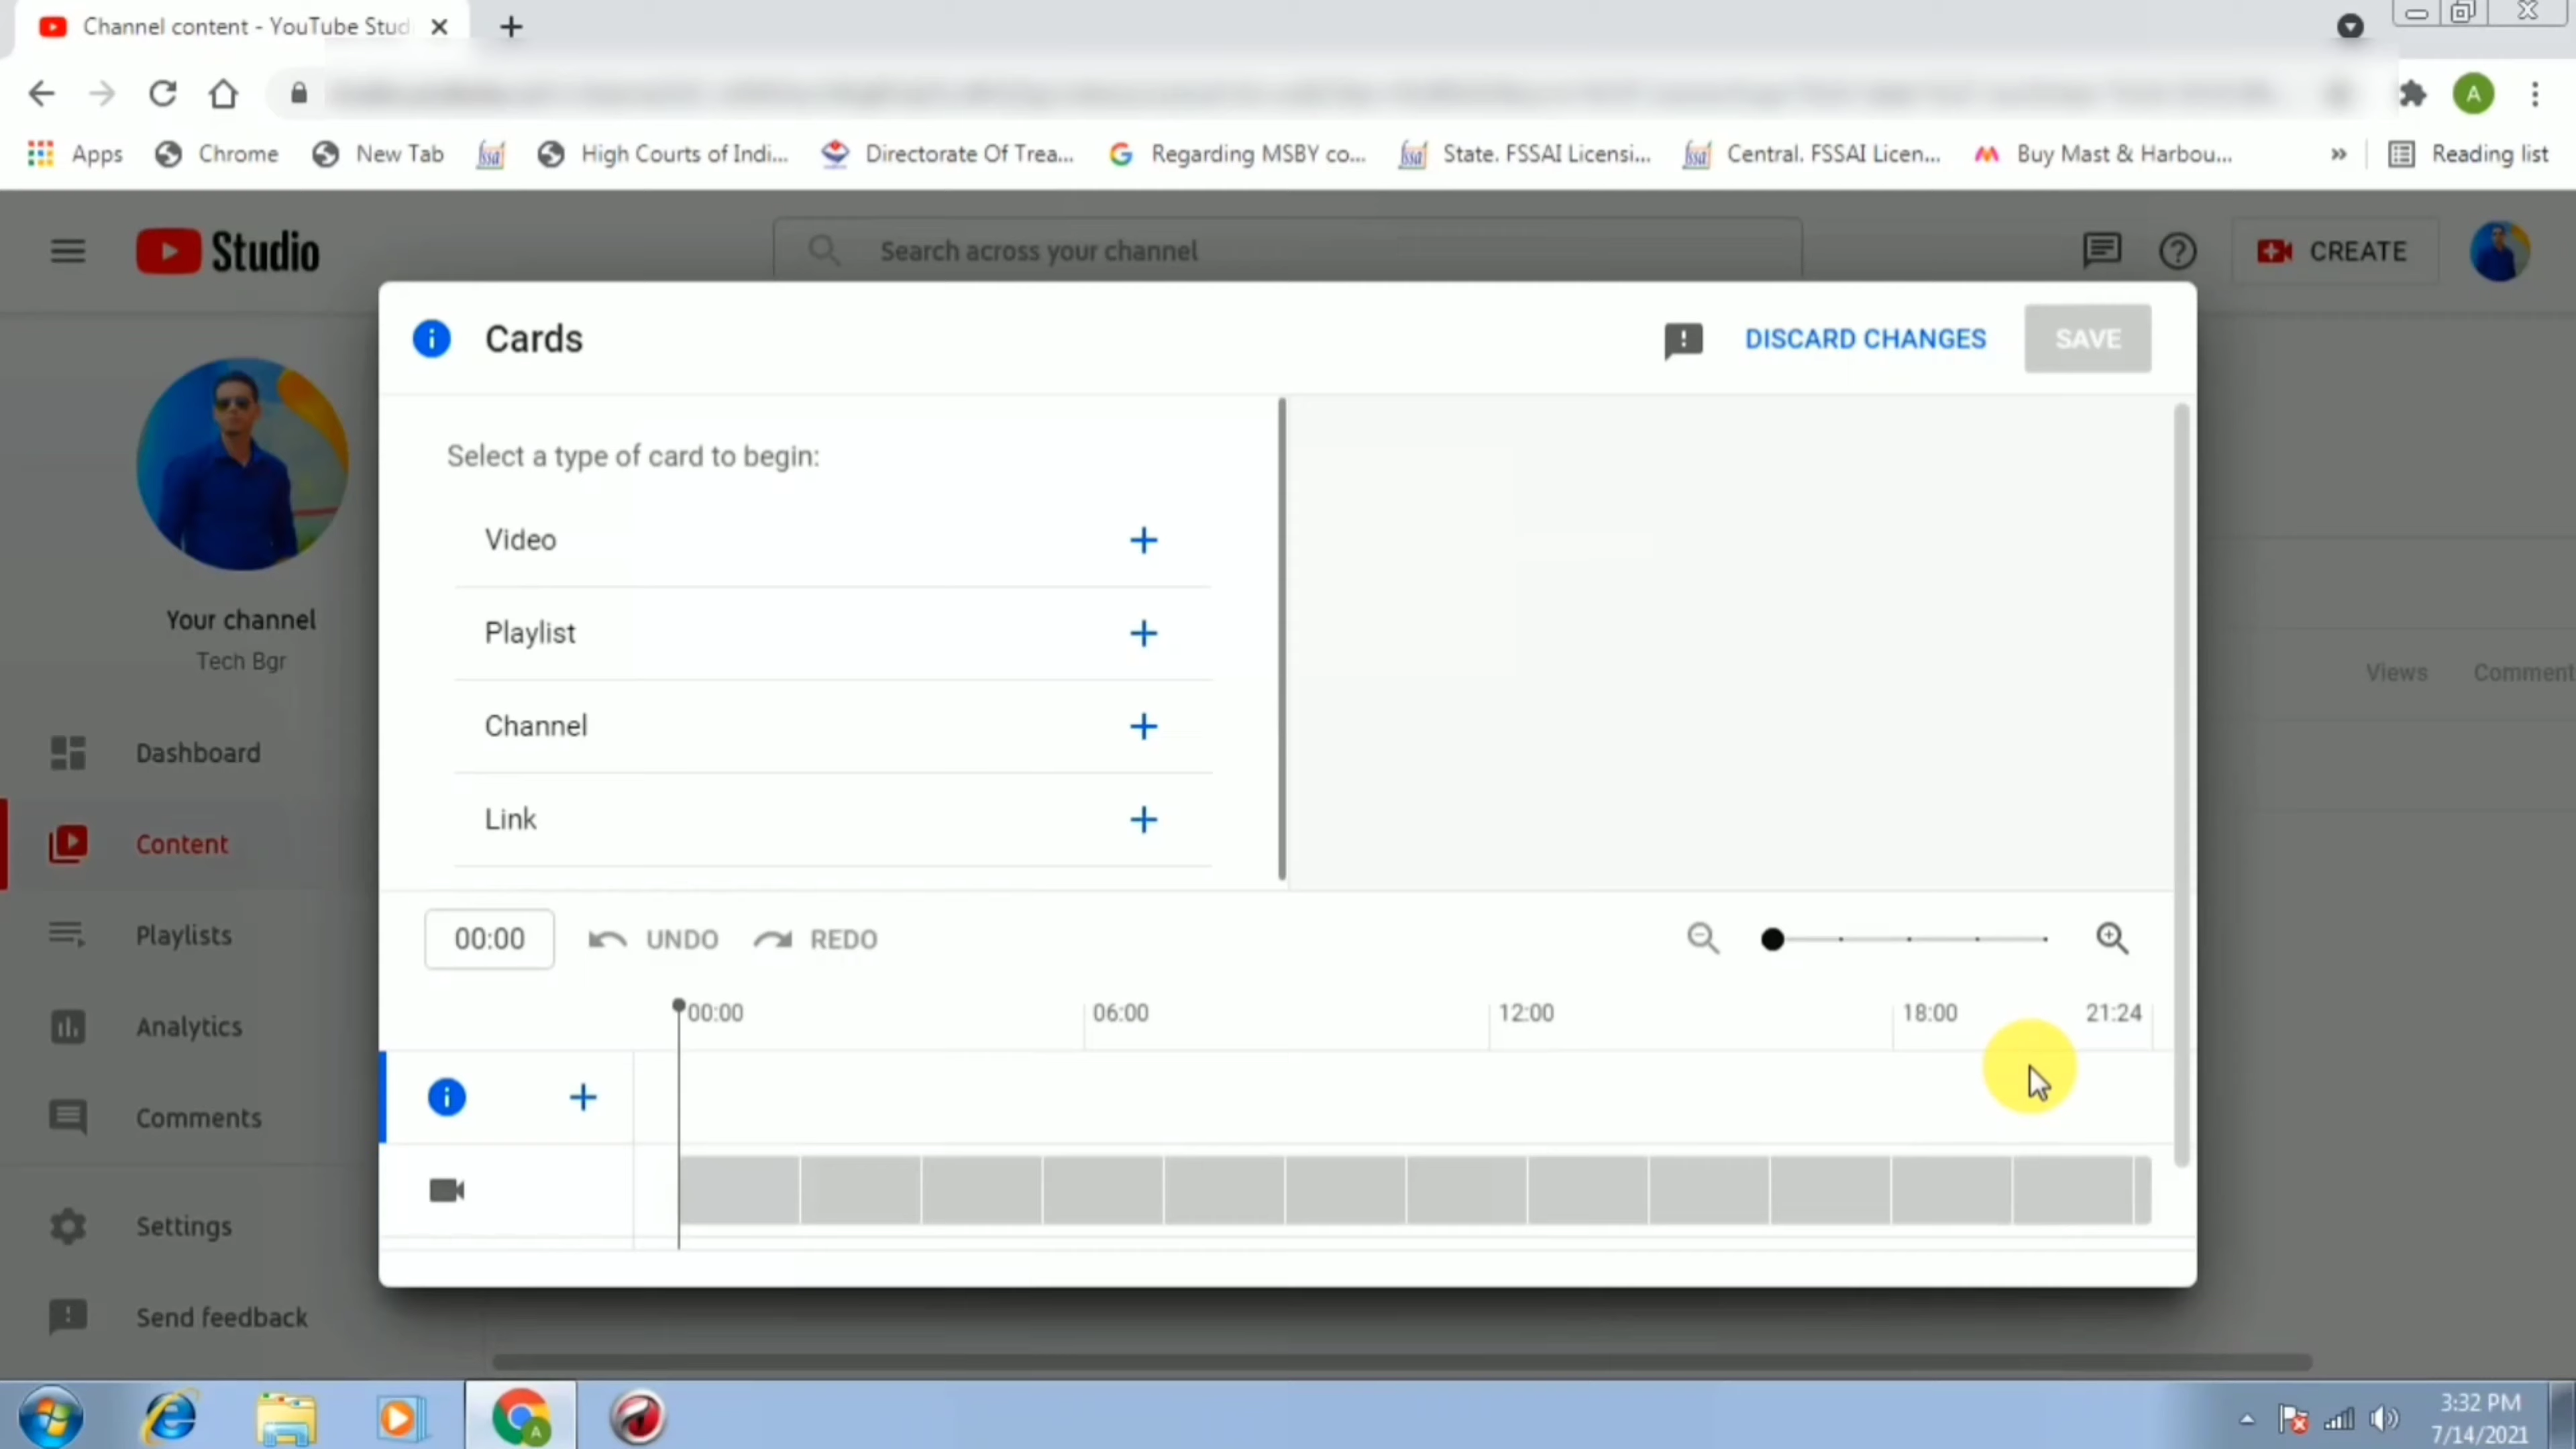 Channel content - YouTube Stud
Apps
Chrome
New Tab
fssai
High Courts of Indi...
Directorate Of Trea...
Regarding MSBY co...
State. FSSAI Licensi...
Central. FSSAI Licen...
Buy Mast & Harbou...
»
Reading list
A
Studio
Search across your channel
CREATE
Cards
DISCARD CHANGES
SAVE
Select a type of card to begin:
Video
Playlist
Channel
Link
Your channel
Tech Bgr
Views
Comment
Dashboard
Content
Playlists
Analytics
Comments
Settings
Send feedback
00:00
UNDO
REDO
00:00
06:00
12:00
18:00
21:24
3:32 PM
7/14/2021